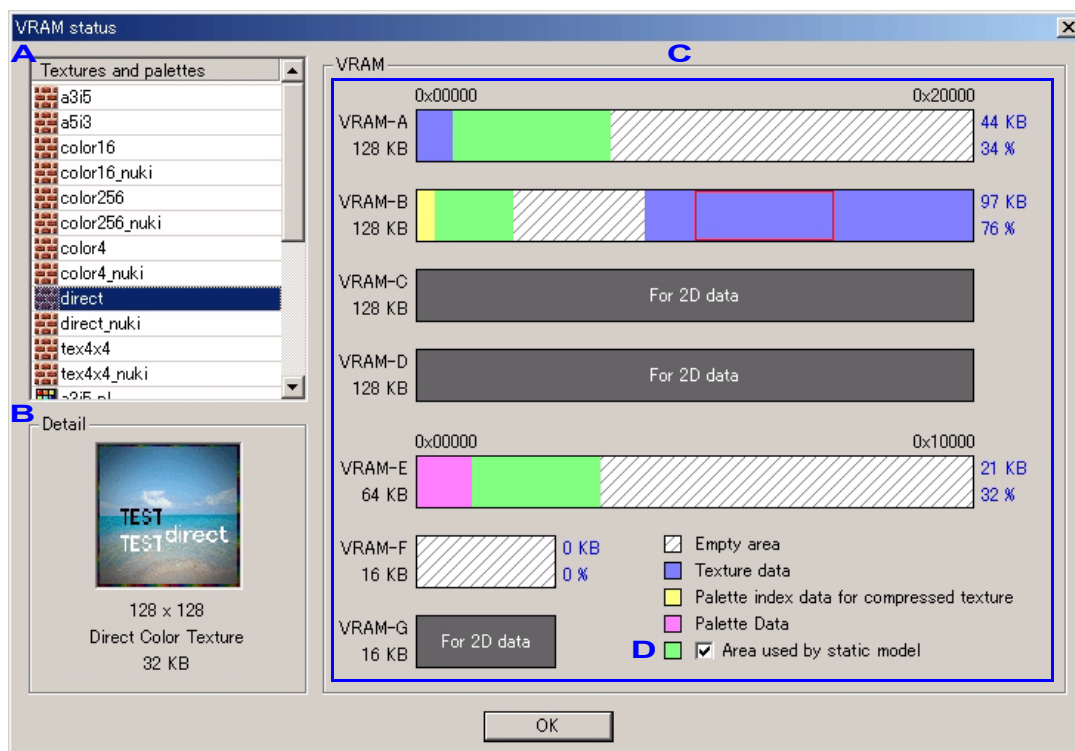 VRAM status
A
Textures and palettes
a3i5
a5i3
color16
color16_nuki
color256
color256_nuki
color4
color4_nuki
direct
direct_nuki
tex4x4
tex4x4_nuki
a3i5_pl
B
Detail
TEST
TEST direct
128 x 128
Direct Color Texture
32 KB
C
VRAM
0x00000 0x20000
VRAM-A
128 KB
44 KB
34 %
VRAM-B
128 KB
97 KB
76 %
VRAM-C
128 KB
For 2D data
VRAM-D
128 KB
For 2D data
0x00000 0x10000
VRAM-E
64 KB
21 KB
32 %
VRAM-F
16 KB
0 KB
0 %
VRAM-G
16 KB
For 2D data
Empty area
Texture data
Palette index data for compressed texture
Palette Data
D
Area used by static model
OK